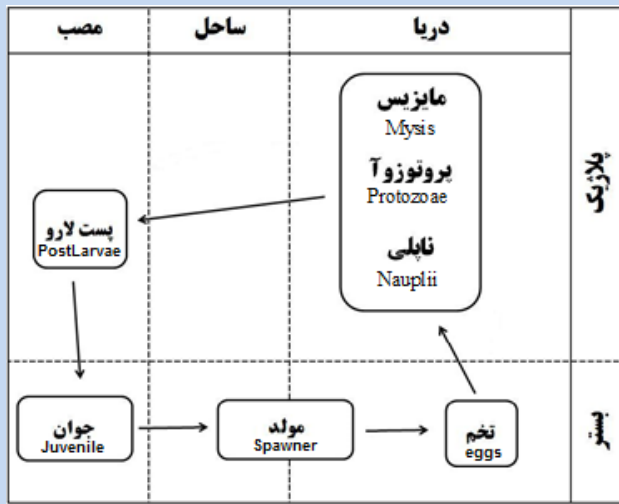 دریا
ساحل
مصب
پلاژیک
مایزیس
Mysis
پروتوزوآ
Protozoae
ناپلی
Nauplii
پست لارو
PostLarvae
بستر
تخم
eggs
مولد
Spawner
جوان
Juvenile